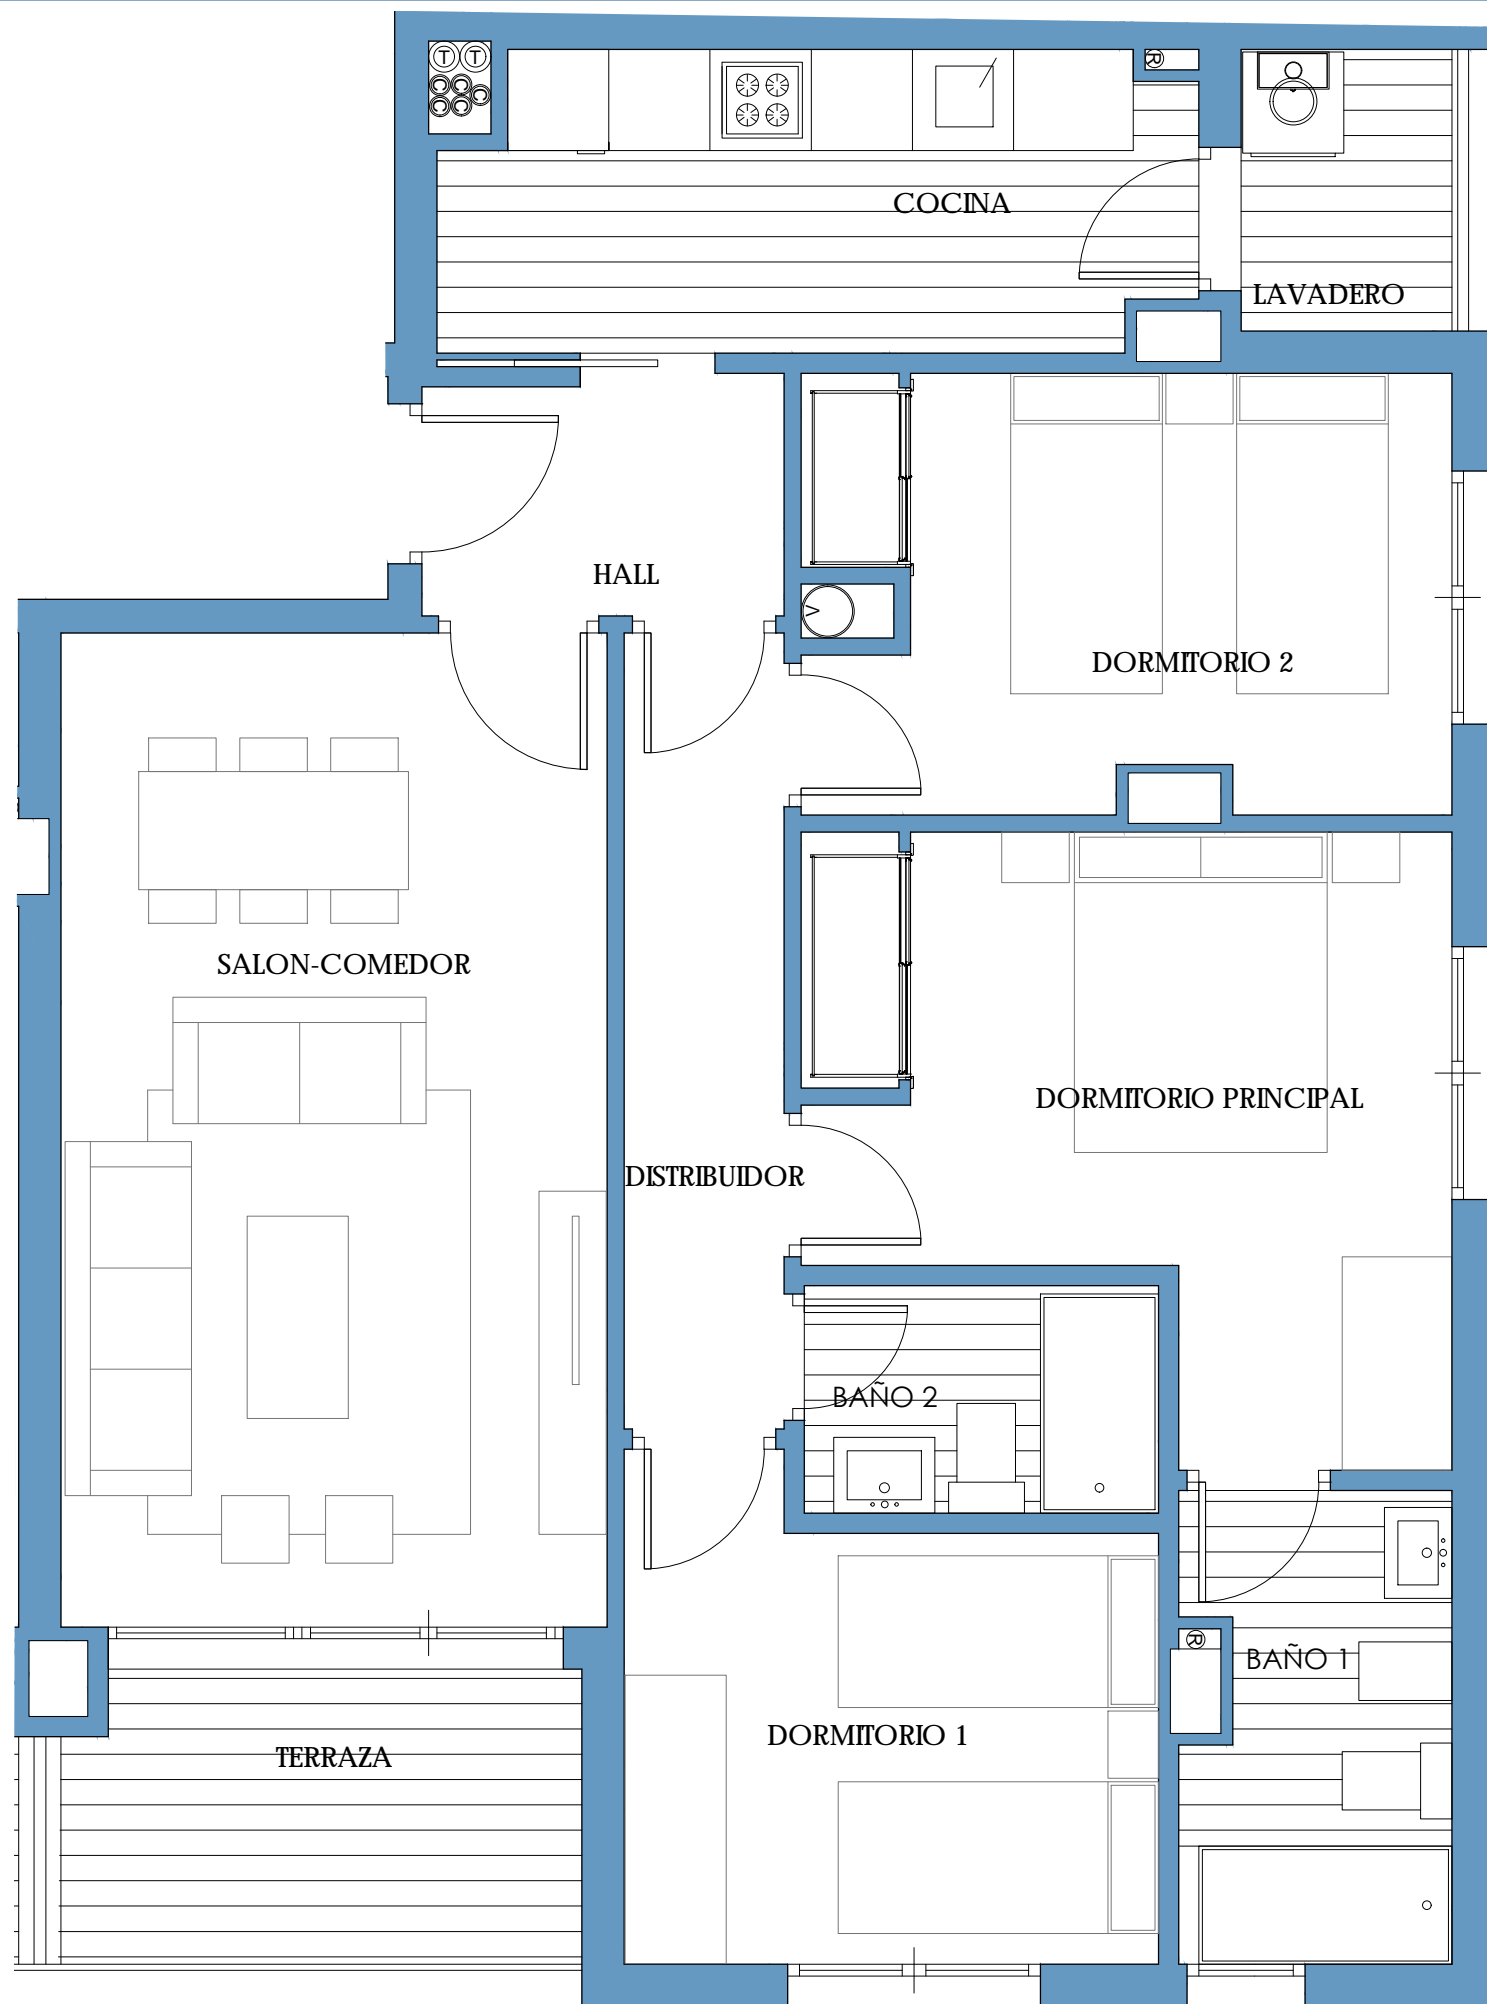 T T
C C C
C C
R
COCINA
LAVADERO
HALL
V
DORMITORIO 2
SALON-COMEDOR
DORMITORIO PRINCIPAL
DISTRIBUIDOR
BAÑO 2
R
BAÑO 1
DORMITORIO 1
TERRAZA